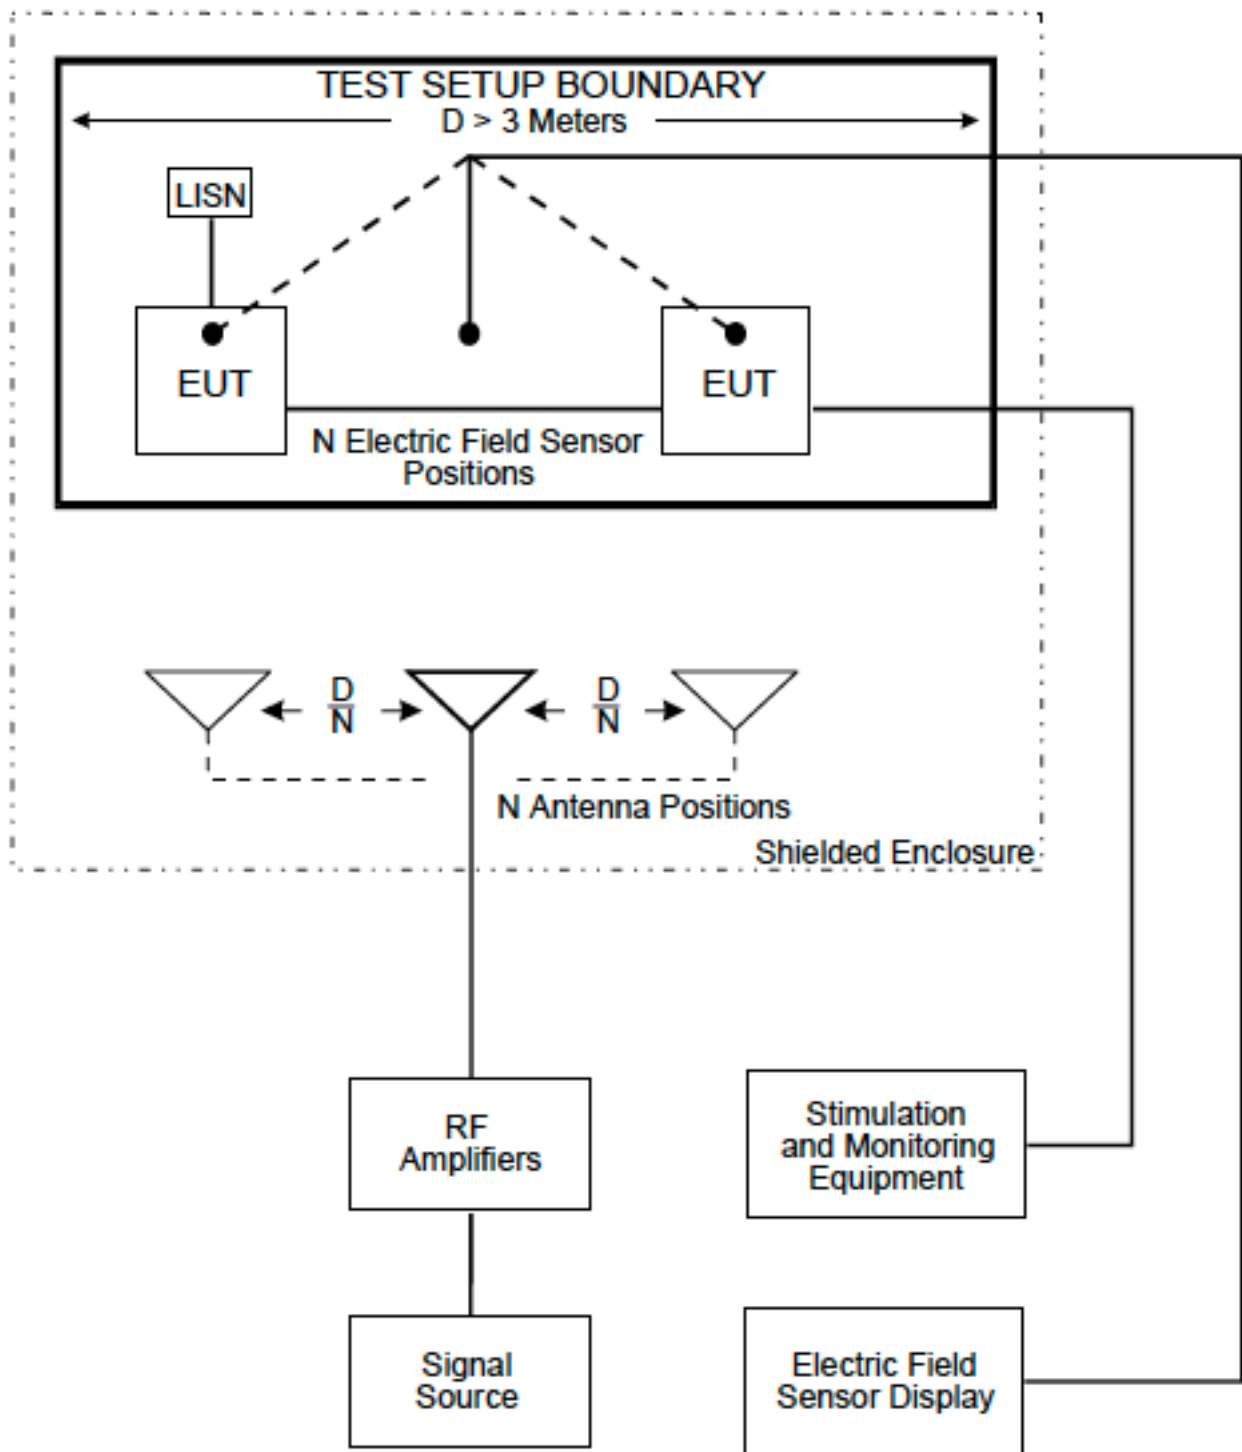 TEST SETUP BOUNDARY
D > 3 Meters
LISN
EUT
EUT
N Electric Field Sensor
Positions
D
N
D
N
N Antenna Positions
Shielded Enclosure
RF
Amplifiers
Stimulation
and Monitoring
Equipment
Signal
Source
Electric Field
Sensor Display